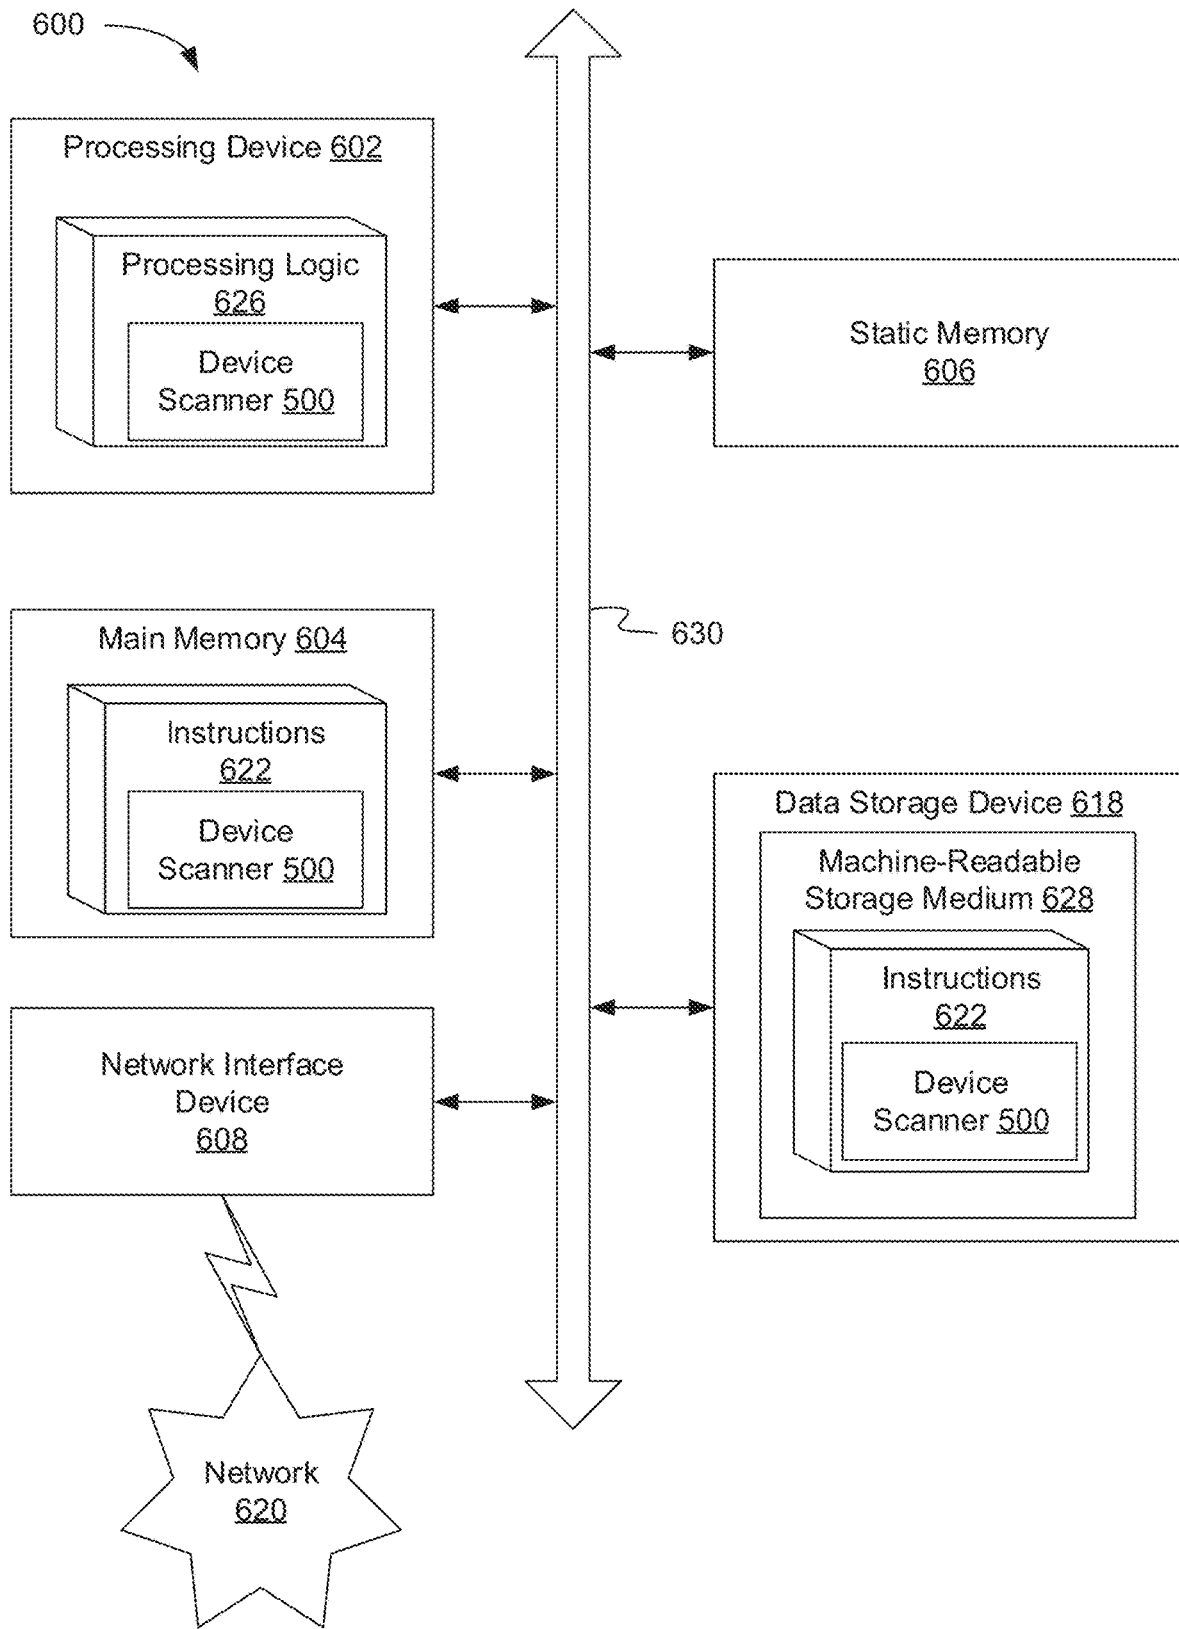 600
Processing Device 602
Processing Logic
626
Device
Scanner 500
Static Memory
606
630
Main Memory 604
Instructions
622
Device
Scanner 500
Data Storage Device 618
Machine-Readable
Storage Medium 628
Instructions
622
Device
Scanner 500
Network Interface
Device
608
Network
620